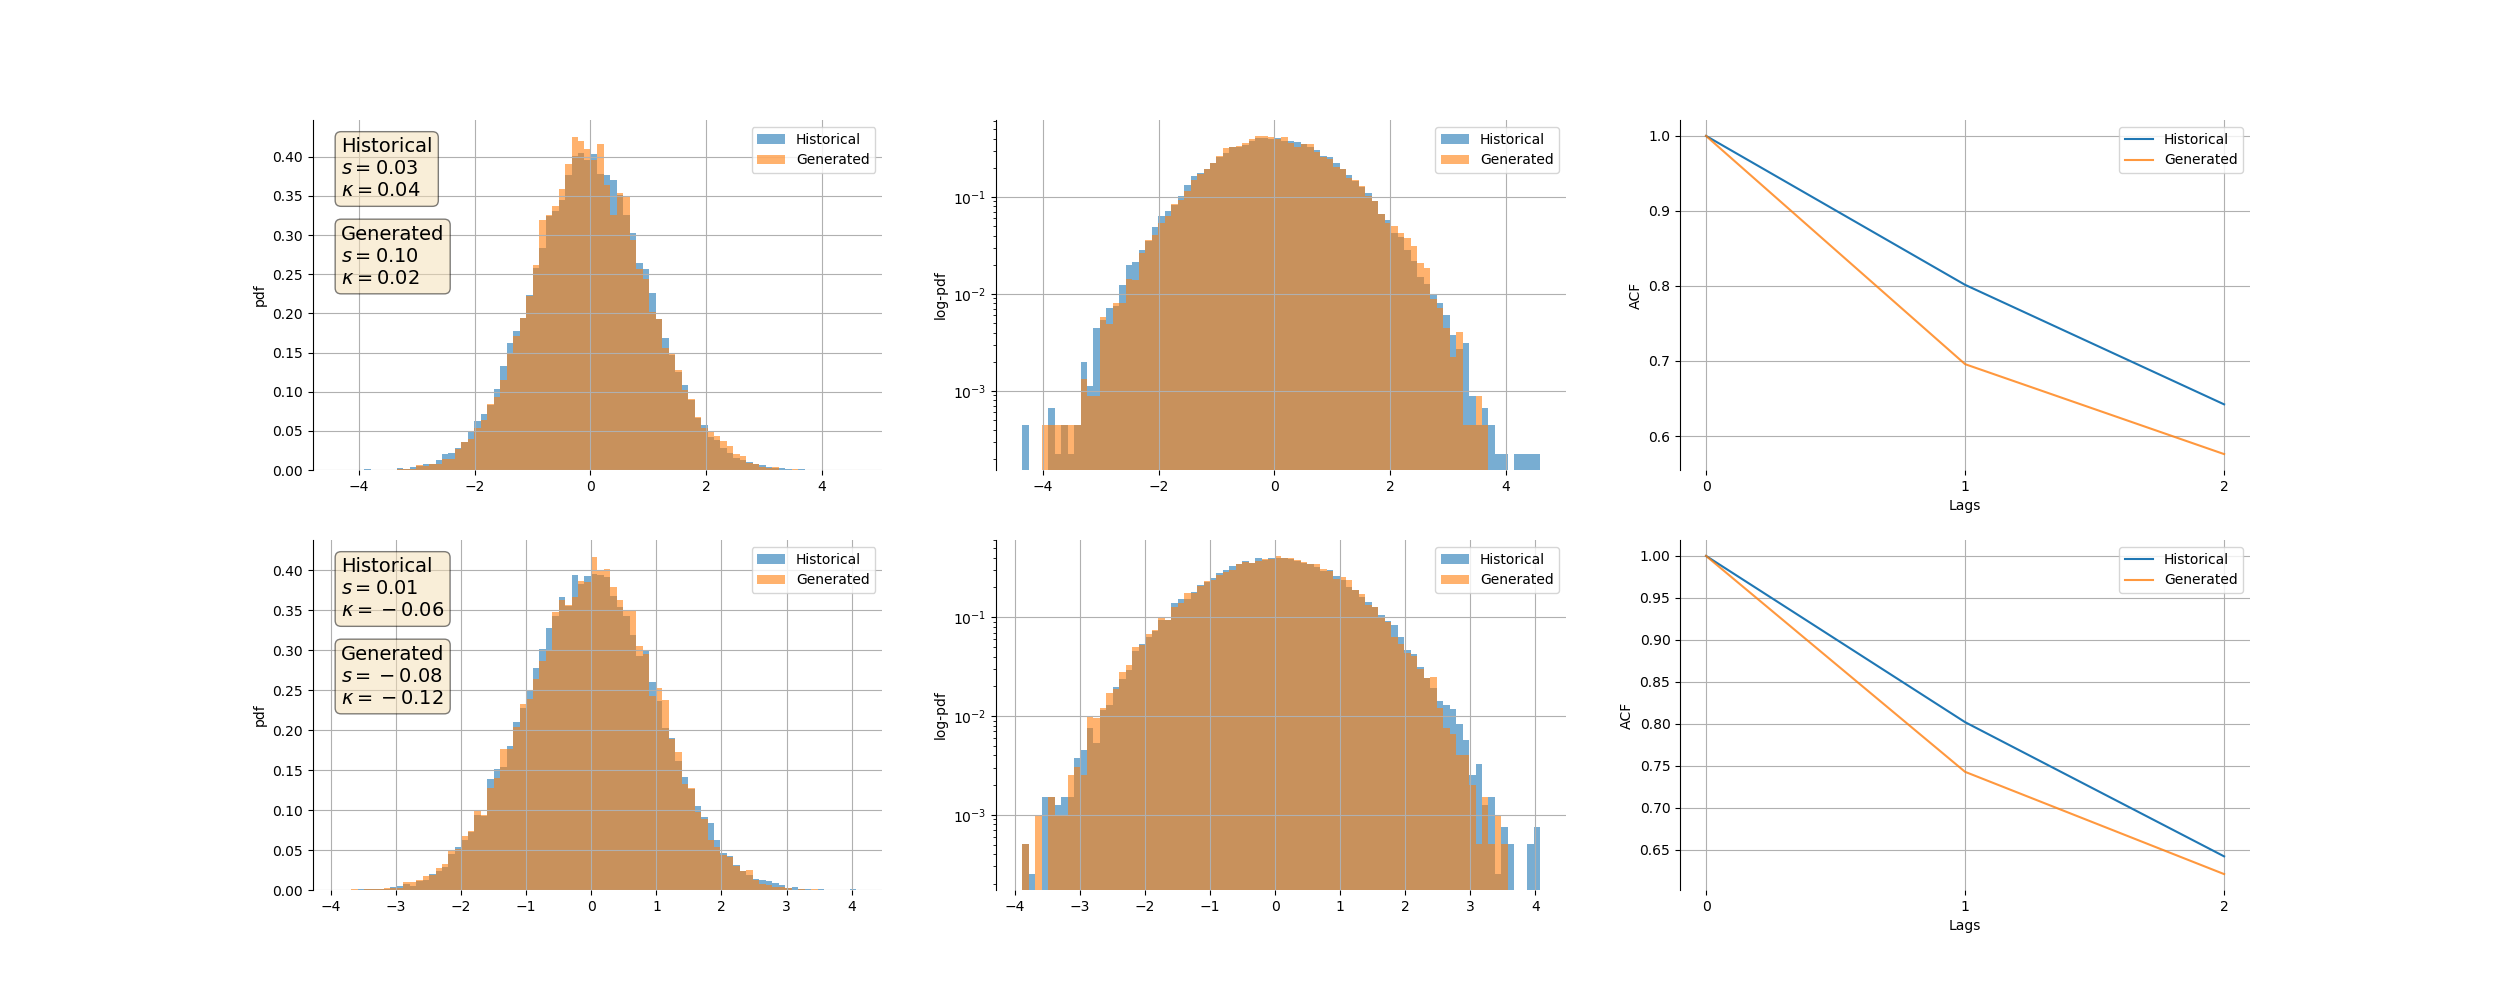 Historical
s = 0.03
κ = 0.04
Generated
s = 0.10
κ = 0.02
Historical
Generated
pdf
0.40
0.35
0.30
0.25
0.20
0.15
0.10
0.05
0.00
−4 −2 0 2 4
Historical
Generated
log-pdf
10⁻¹
10⁻²
10⁻³
−4 −2 0 2 4
Historical
Generated
ACF
1.0
0.9
0.8
0.7
0.6
0 1 2
Lags
Historical
s = 0.01
κ = −0.06
Generated
s = −0.08
κ = −0.12
Historical
Generated
pdf
0.40
0.35
0.30
0.25
0.20
0.15
0.10
0.05
0.00
−4 −3 −2 −1 0 1 2 3 4
Historical
Generated
log-pdf
10⁻¹
10⁻²
10⁻³
−4 −3 −2 −1 0 1 2 3 4
Historical
Generated
ACF
1.00
0.95
0.90
0.85
0.80
0.75
0.70
0.65
0 1 2
Lags